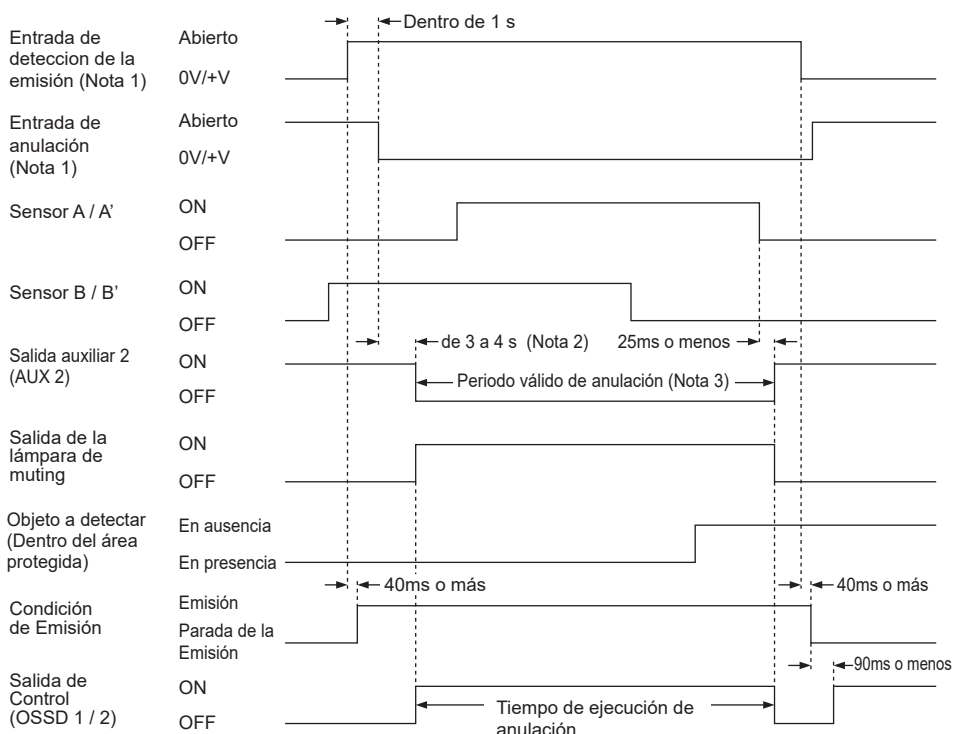 Dentro de 1 s
Entrada de
deteccion de la
emisión (Nota 1)
Abierto
0V/+V
Entrada de
anulación
(Nota 1)
Abierto
0V/+V
Sensor A / A’
ON
OFF
Sensor B / B’
ON
OFF
Salida auxiliar 2
(AUX 2)
ON
OFF
de 3 a 4 s (Nota 2)
25ms o menos
Periodo válido de anulación (Nota 3)
Salida de la
lámpara de
muting
ON
OFF
Objeto a detectar
(Dentro del área
protegida)
En ausencia
En presencia
40ms o más
40ms o más
Condición
de Emisión
Emisión
Parada de la
Emisión
90ms o menos
Salida de
Control
(OSSD 1 / 2)
ON
OFF
Tiempo de ejecución de
anulación